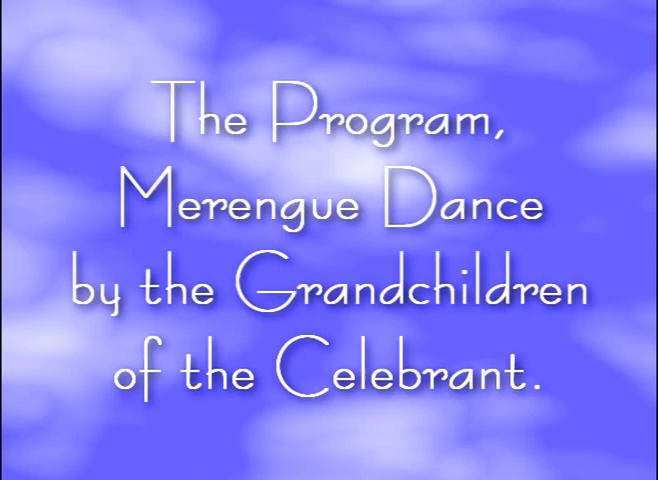 The Program,
Merengue Dance
by the Grandchildren
of the Celebrant.